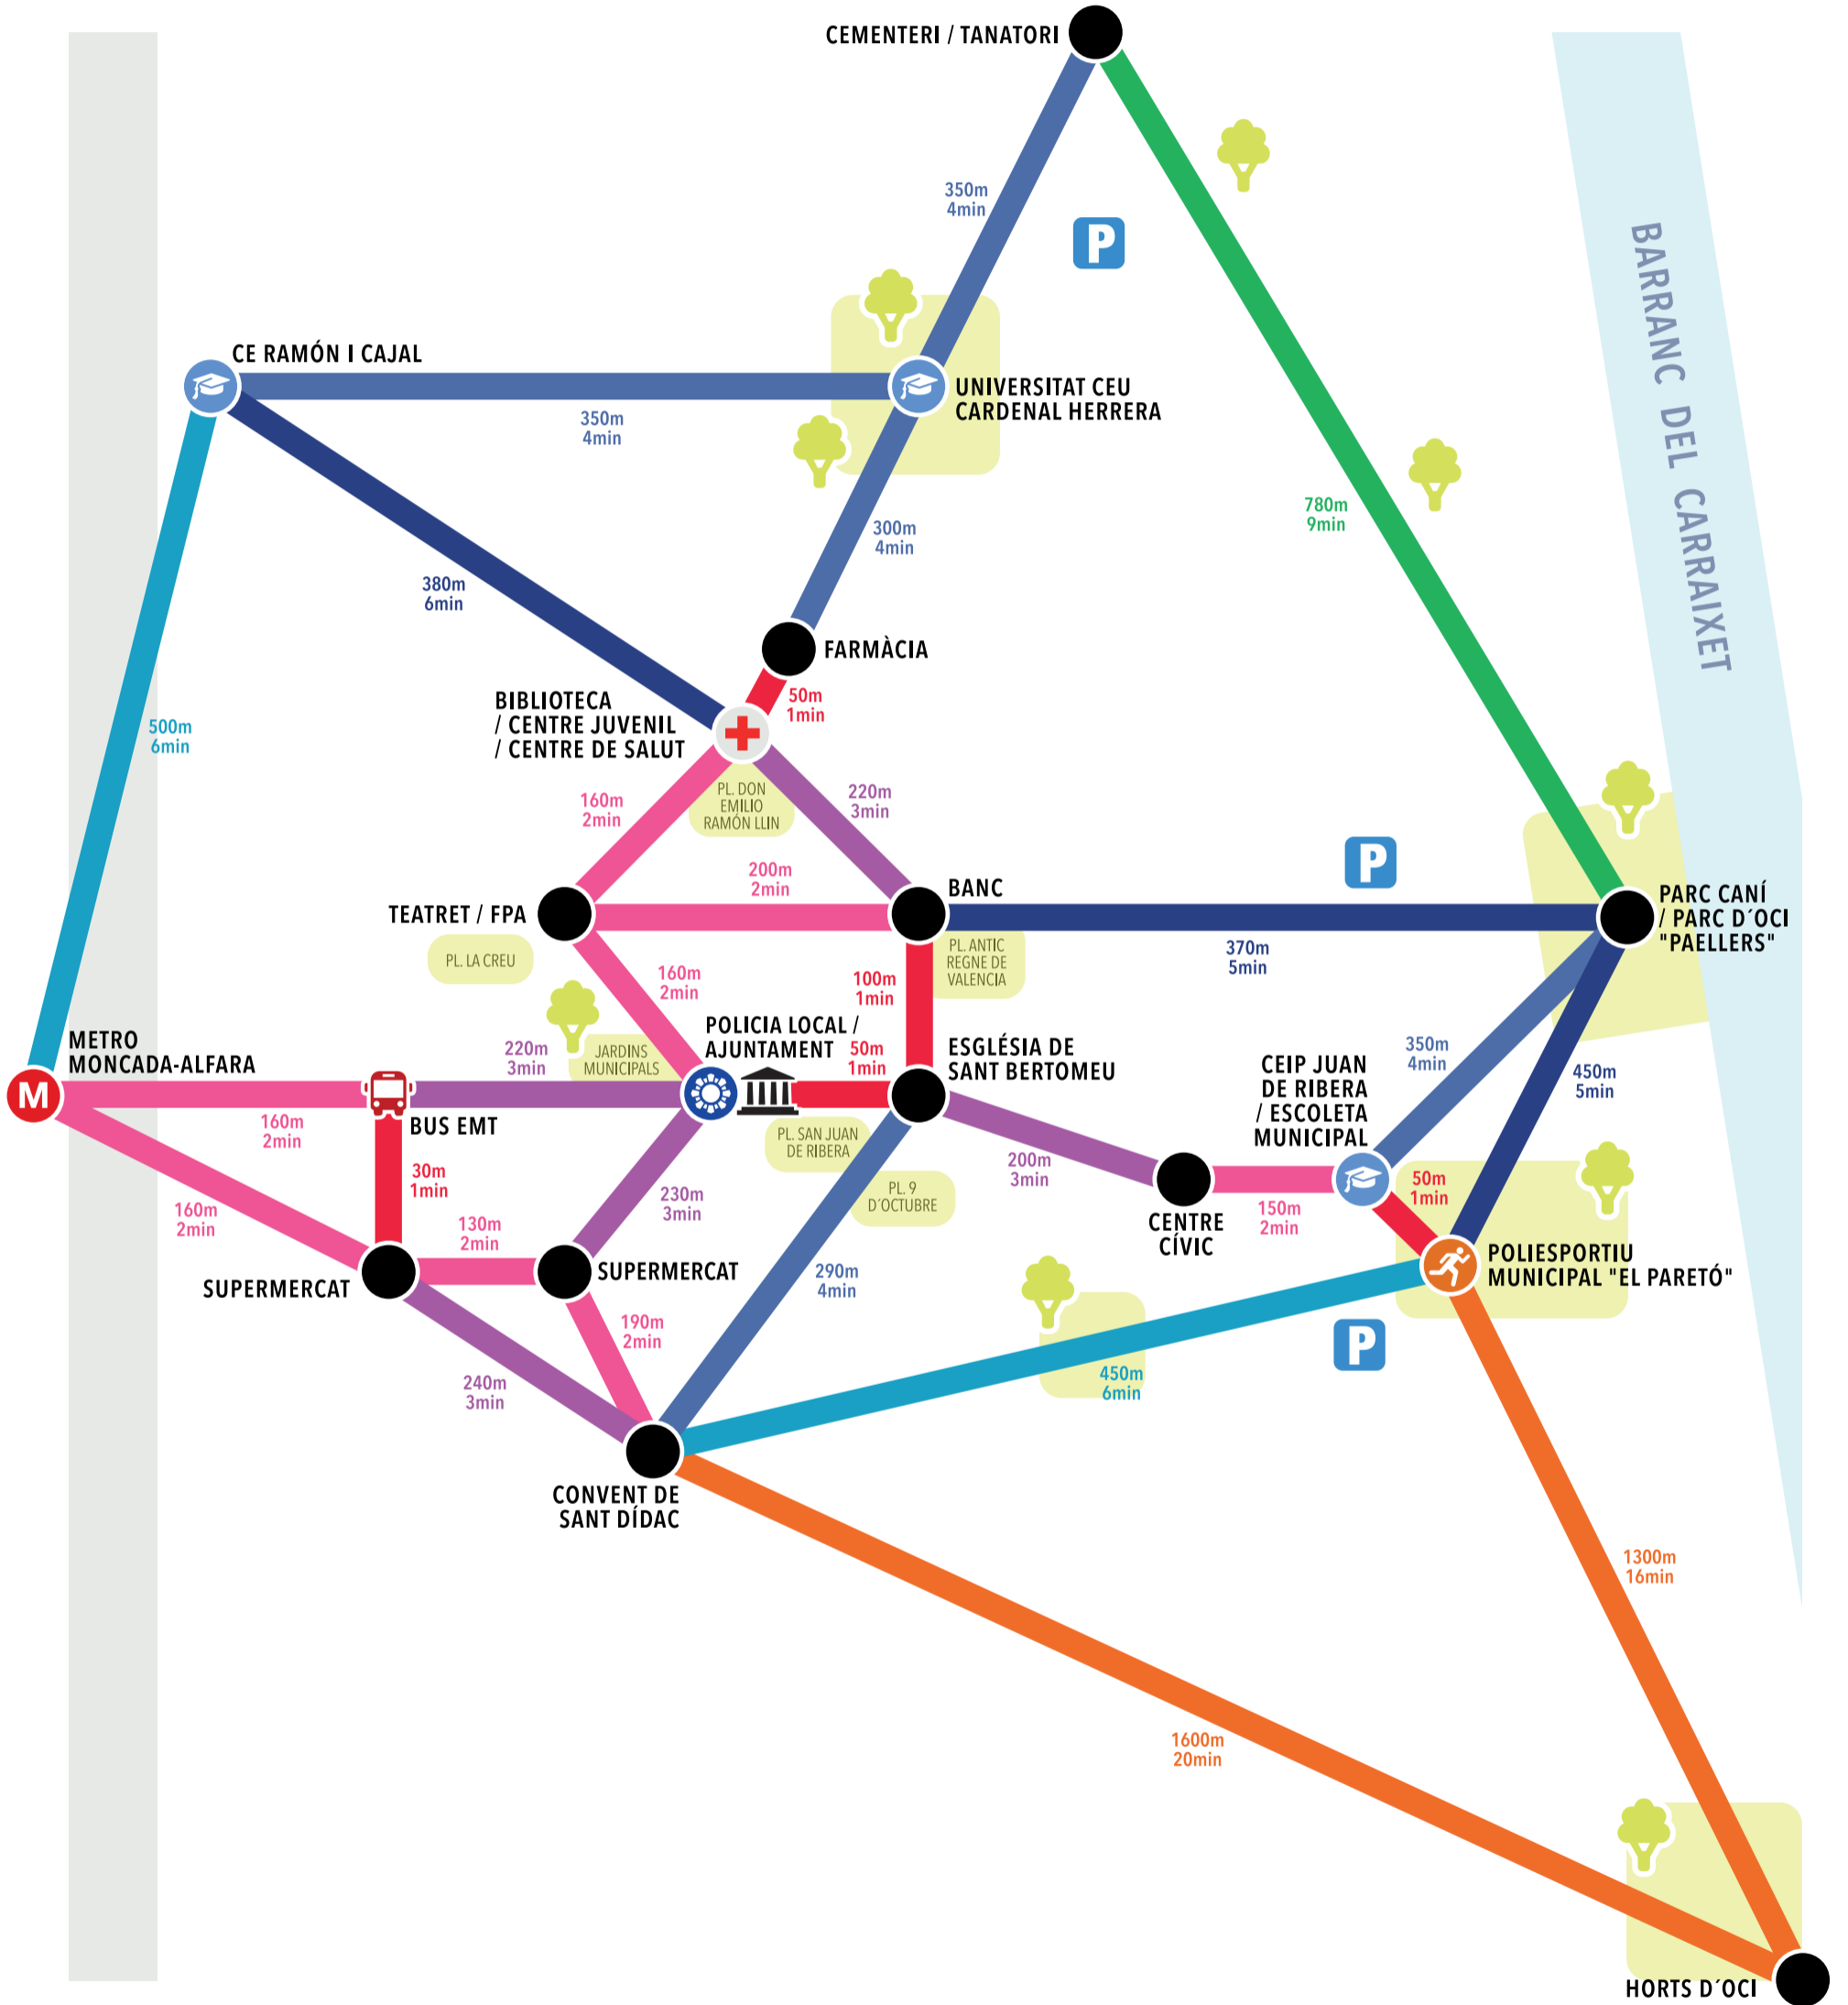 CEMENTERI / TANATORI
350m
4min
P
BARRANC DEL CARRAIXET
CE RAMÓN I CAJAL
UNIVERSITAT CEU
CARDENAL HERRERA
350m
4min
780m
9min
300m
4min
380m
6min
FARMÀCIA
50m
1min
BIBLIOTECA
/ CENTRE JUVENIL
/ CENTRE DE SALUT
500m
6min
160m
2min
PL. DON
EMILIO
RAMÓN LLIN
220m
3min
P
200m
2min
BANC
TEATRET / FPA
PARC CANÍ
/ PARC D´OCI
"PAELLERS"
PL. LA CREU
PL. ANTIC
REGNE DE
VALENCIA
370m
5min
160m
2min
100m
1min
METRO
MONCADA-ALFARA
M
220m
3min
JARDINS
MUNICIPALS
POLICIA LOCAL /
AJUNTAMENT
50m
1min
ESGLÉSIA DE
SANT BERTOMEU
350m
4min
CEIP JUAN
DE RIBERA
/ ESCOLETA
MUNICIPAL
450m
5min
160m
2min
BUS EMT
PL. SAN JUAN
DE RIBERA
200m
3min
30m
1min
230m
3min
PL. 9
D´OCTUBRE
50m
1min
150m
2min
CENTRE
CÍVIC
160m
2min
130m
2min
SUPERMERCAT
SUPERMERCAT
290m
4min
POLIESPORTIU
MUNICIPAL "EL PARETÓ"
190m
2min
P
240m
3min
450m
6min
CONVENT DE
SANT DÍDAC
1300m
16min
1600m
20min
HORTS D´OCI